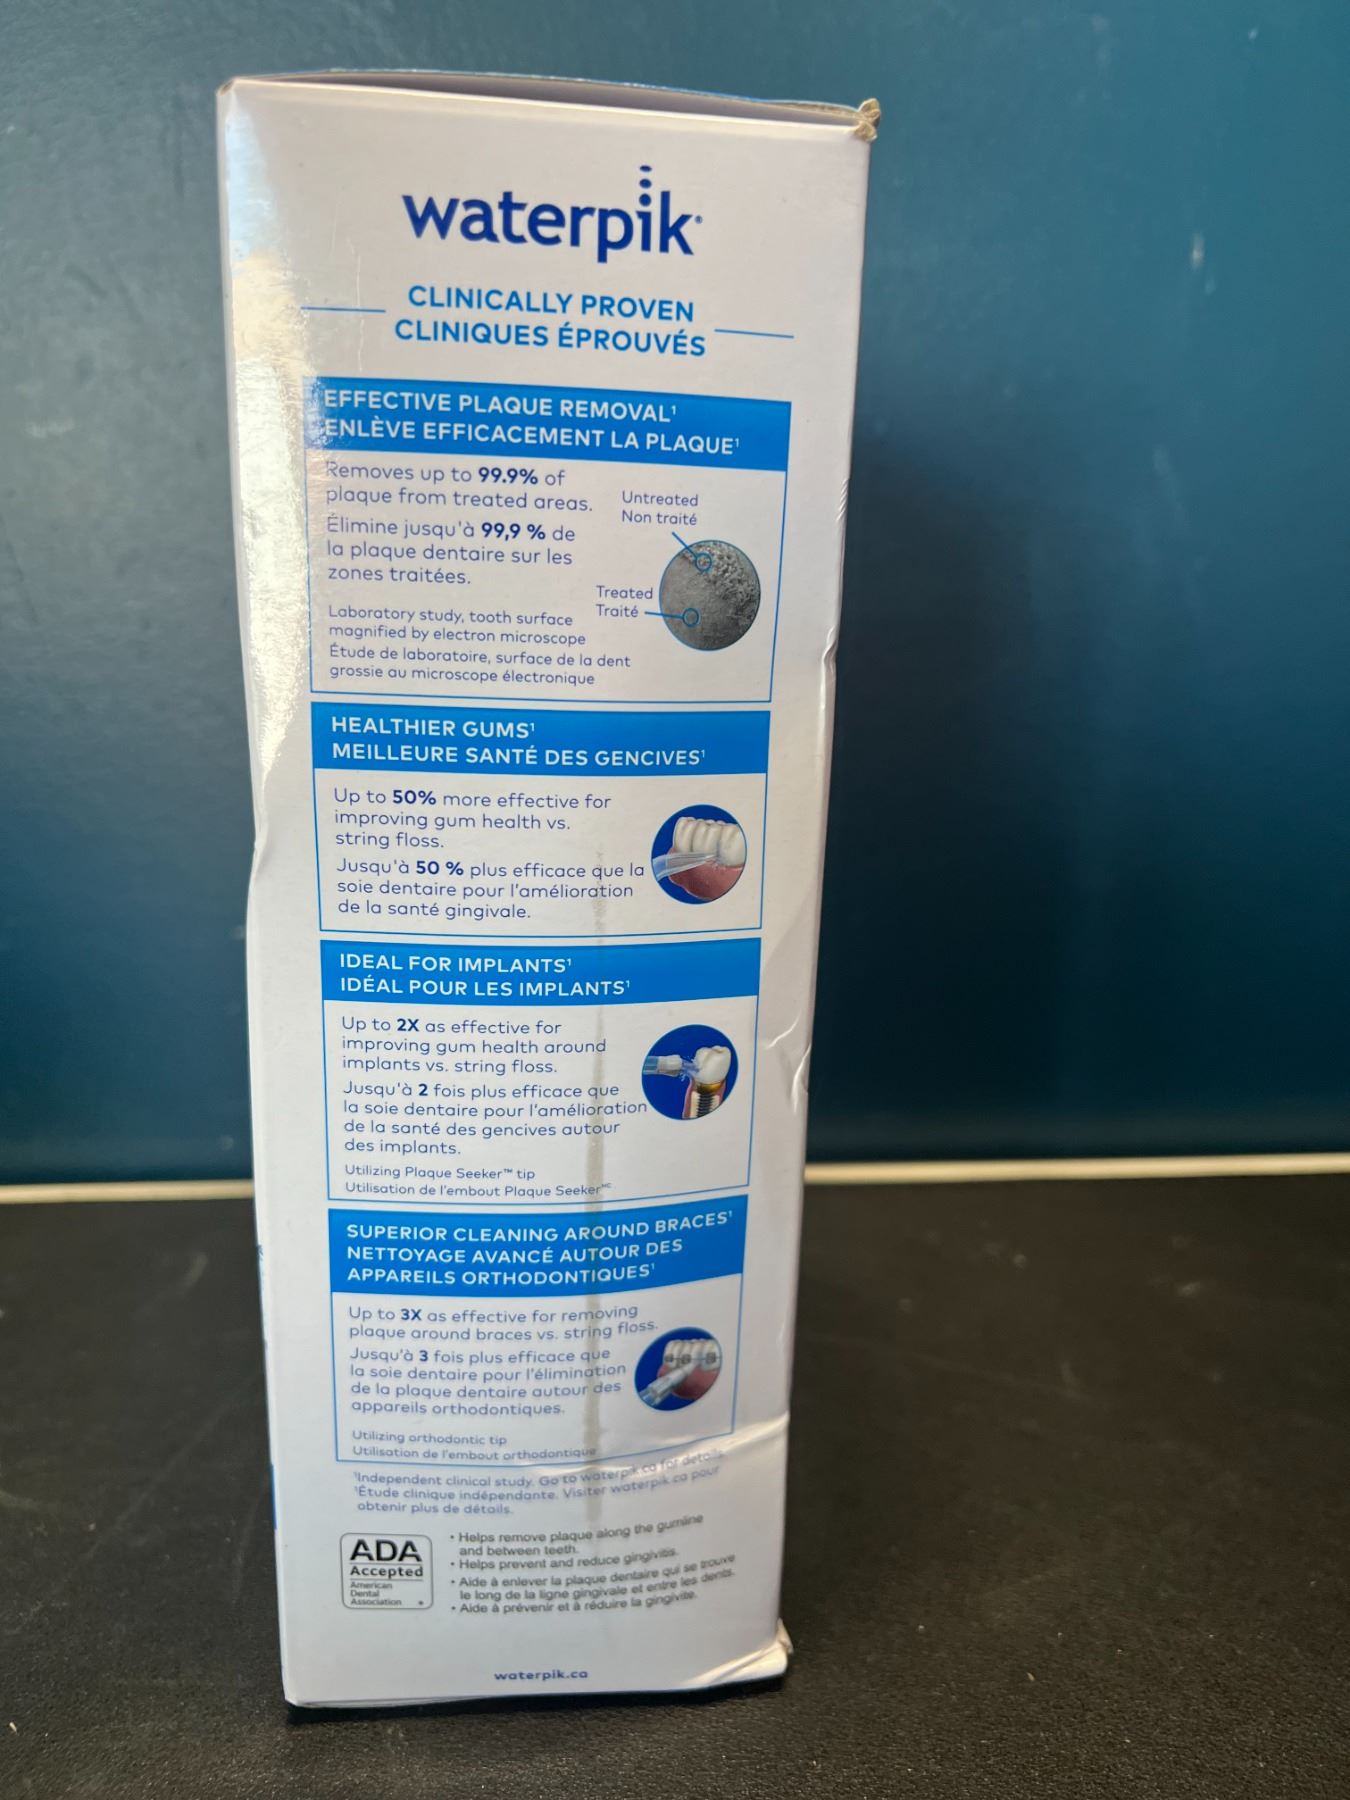 waterpik
CLINICALLY PROVEN
CLINIQUES ÉPROUVÉS
EFFECTIVE PLAQUE REMOVAL¹
ENLÈVE EFFICACEMENT LA PLAQUE¹
Removes up to 99.9% of
plaque from treated areas.
Élimine jusqu'à 99,9 % de
la plaque dentaire sur les
zones traitées.
Untreated
Non traité
Treated
Traité
Laboratory study, tooth surface
magnified by electron microscope
Étude de laboratoire, surface de la dent
grossie au microscope électronique
HEALTHIER GUMS¹
MEILLEURE SANTÉ DES GENCIVES¹
Up to 50% more effective for
improving gum health vs.
string floss.
Jusqu'à 50 % plus efficace que la
soie dentaire pour l'amélioration
de la santé gingivale.
IDEAL FOR IMPLANTS¹
IDÉAL POUR LES IMPLANTS¹
Up to 2X as effective for
improving gum health around
implants vs. string floss.
Jusqu'à 2 fois plus efficace que
la soie dentaire pour l'amélioration
de la santé des gencives autour
des implants.
Utilizing Plaque Seeker™ tip
Utilisation de l'embout Plaque Seeker MC
SUPERIOR CLEANING AROUND BRACES¹
NETTOYAGE AVANCÉ AUTOUR DES
APPAREILS ORTHODONTIQUES¹
Up to 3X as effective for removing
plaque around braces vs. string floss.
Jusqu'à 3 fois plus efficace que
la soie dentaire pour l'élimination
de la plaque dentaire autour des
appareils orthodontiques.
Utilizing orthodontic tip
Utilisation de l'embout orthodontique
¹Independent clinical study. Go to waterpik.ca for details
¹Étude clinique indépendante. Visiter waterpik.ca pour
obtenir plus de détails.
ADA
Accepted
American
Dental
Association
• Helps remove plaque along the gumline
and between teeth.
• Helps prevent and reduce gingivitis.
• Aide à enlever la plaque dentaire qui se trouve
le long de la ligne gingivale et entre les dents.
• Aide à prévenir et à réduire la gingivite.
waterpik.ca